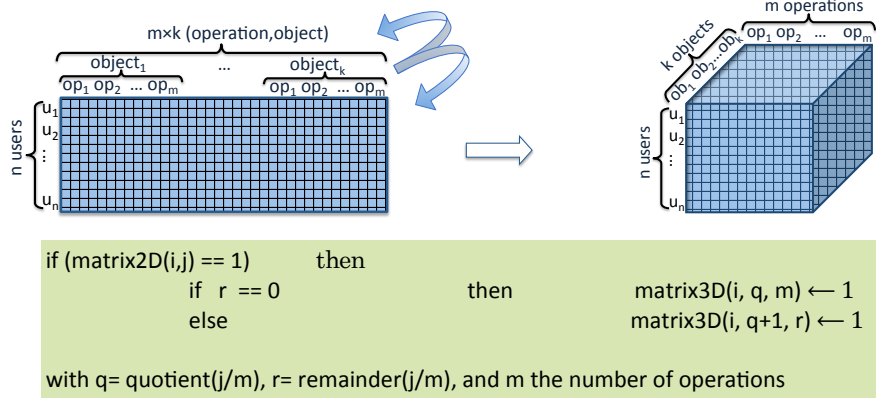 m×k (operation,object)
object1 ... objectk
op1 op2 ... opm op1 op2 ... opm
n users
u1
u2
⋮
un
m operations
op1 op2 ... opm
k objects
ob1 ob2...obk
n users
u1
u2
⋮
un
if (matrix2D(i,j) == 1) then
if r == 0 then matrix3D(i, q, m) ← 1
else matrix3D(i, q+1, r) ← 1
with q= quotient(j/m), r= remainder(j/m), and m the number of operations